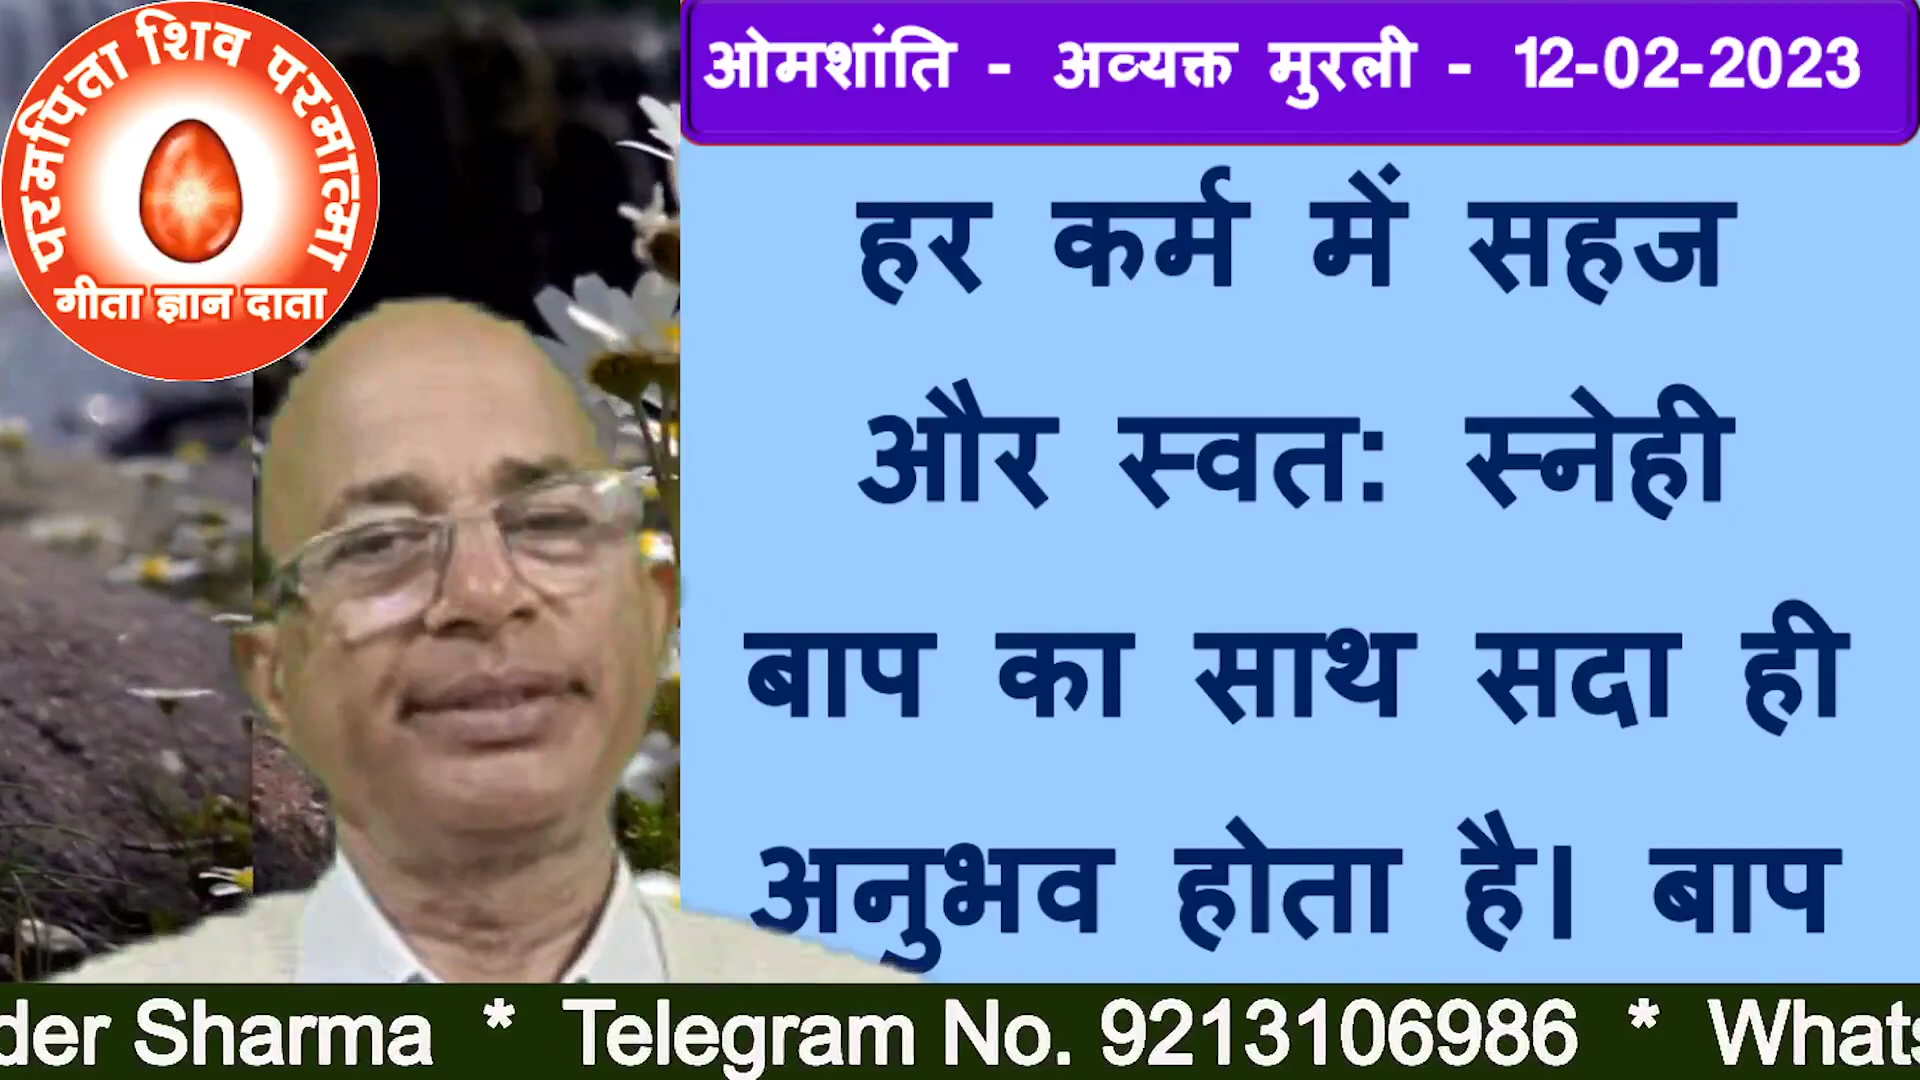 परमपिता शिव परमात्मा
गीता ज्ञान दाता
ओमशांति - अव्यक्त मुरली - 12-02-2023
हर कर्म में सहज
और स्वत: स्नेही
बाप का साथ सदा ही
अनुभव होता है। बाप
der Sharma * Telegram No. 9213106986 * Whats